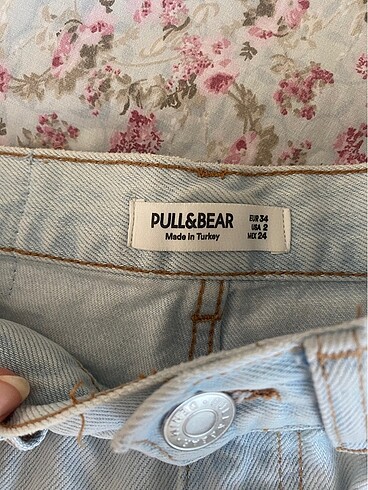 PULL&BEAR
Made in Turkey
EUR 34
USA 2
MEX 24